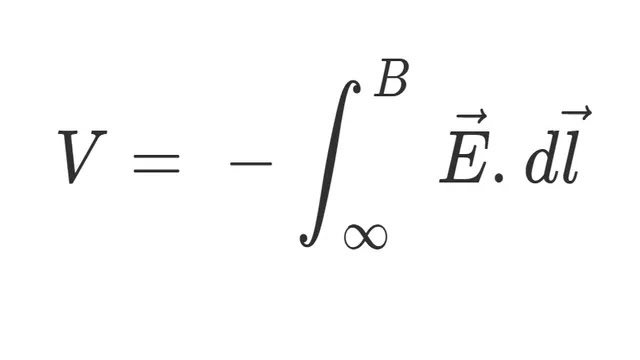 V = - ∫_∞^B E⃗. dl⃗